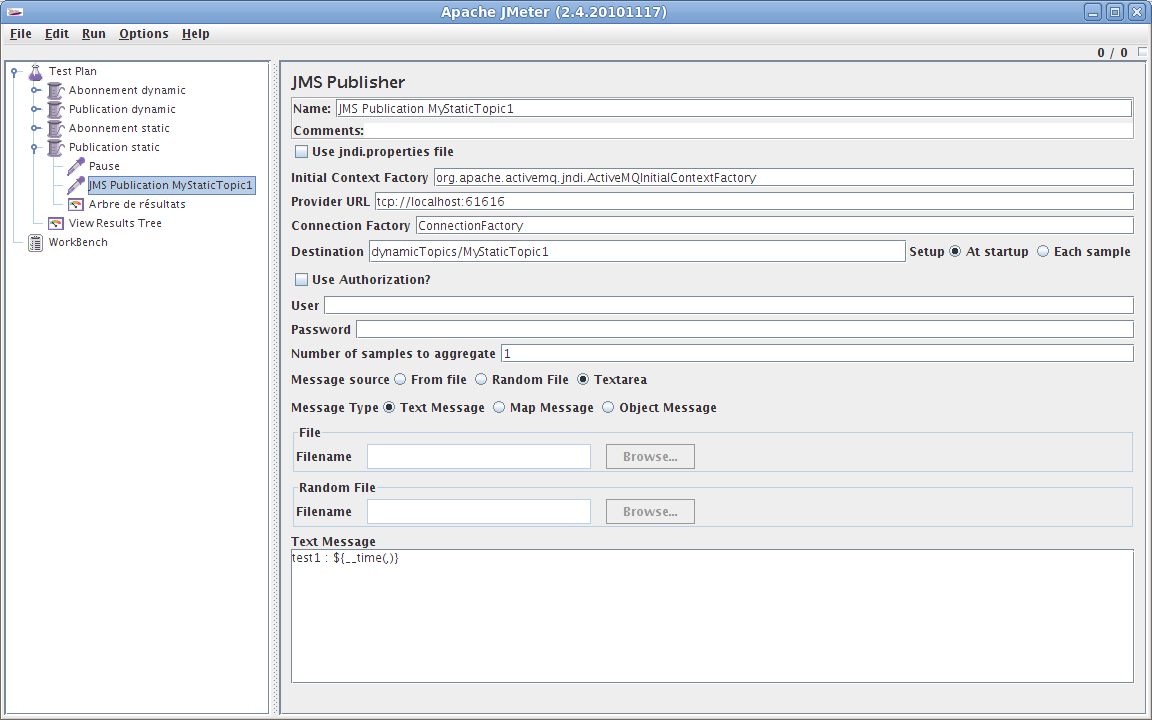 Apache JMeter (2.4.20101117)
File Edit Run Options Help
0 / 0
Test Plan
Abonnement dynamic
Publication dynamic
Abonnement static
Publication static
Pause
JMS Publication MyStaticTopic1
Arbre de résultats
View Results Tree
WorkBench
JMS Publisher
Name: JMS Publication MyStaticTopic1
Comments:
Use jndi.properties file
Initial Context Factory org.apache.activemq.jndi.ActiveMQInitialContextFactory
Provider URL tcp://localhost:61616
Connection Factory ConnectionFactory
Destination dynamicTopics/MyStaticTopic1 Setup At startup Each sample
Use Authorization?
User
Password
Number of samples to aggregate 1
Message source From file Random File Textarea
Message Type Text Message Map Message Object Message
File
Filename Browse...
Random File
Filename Browse...
Text Message
test1 : ${__time(,)}